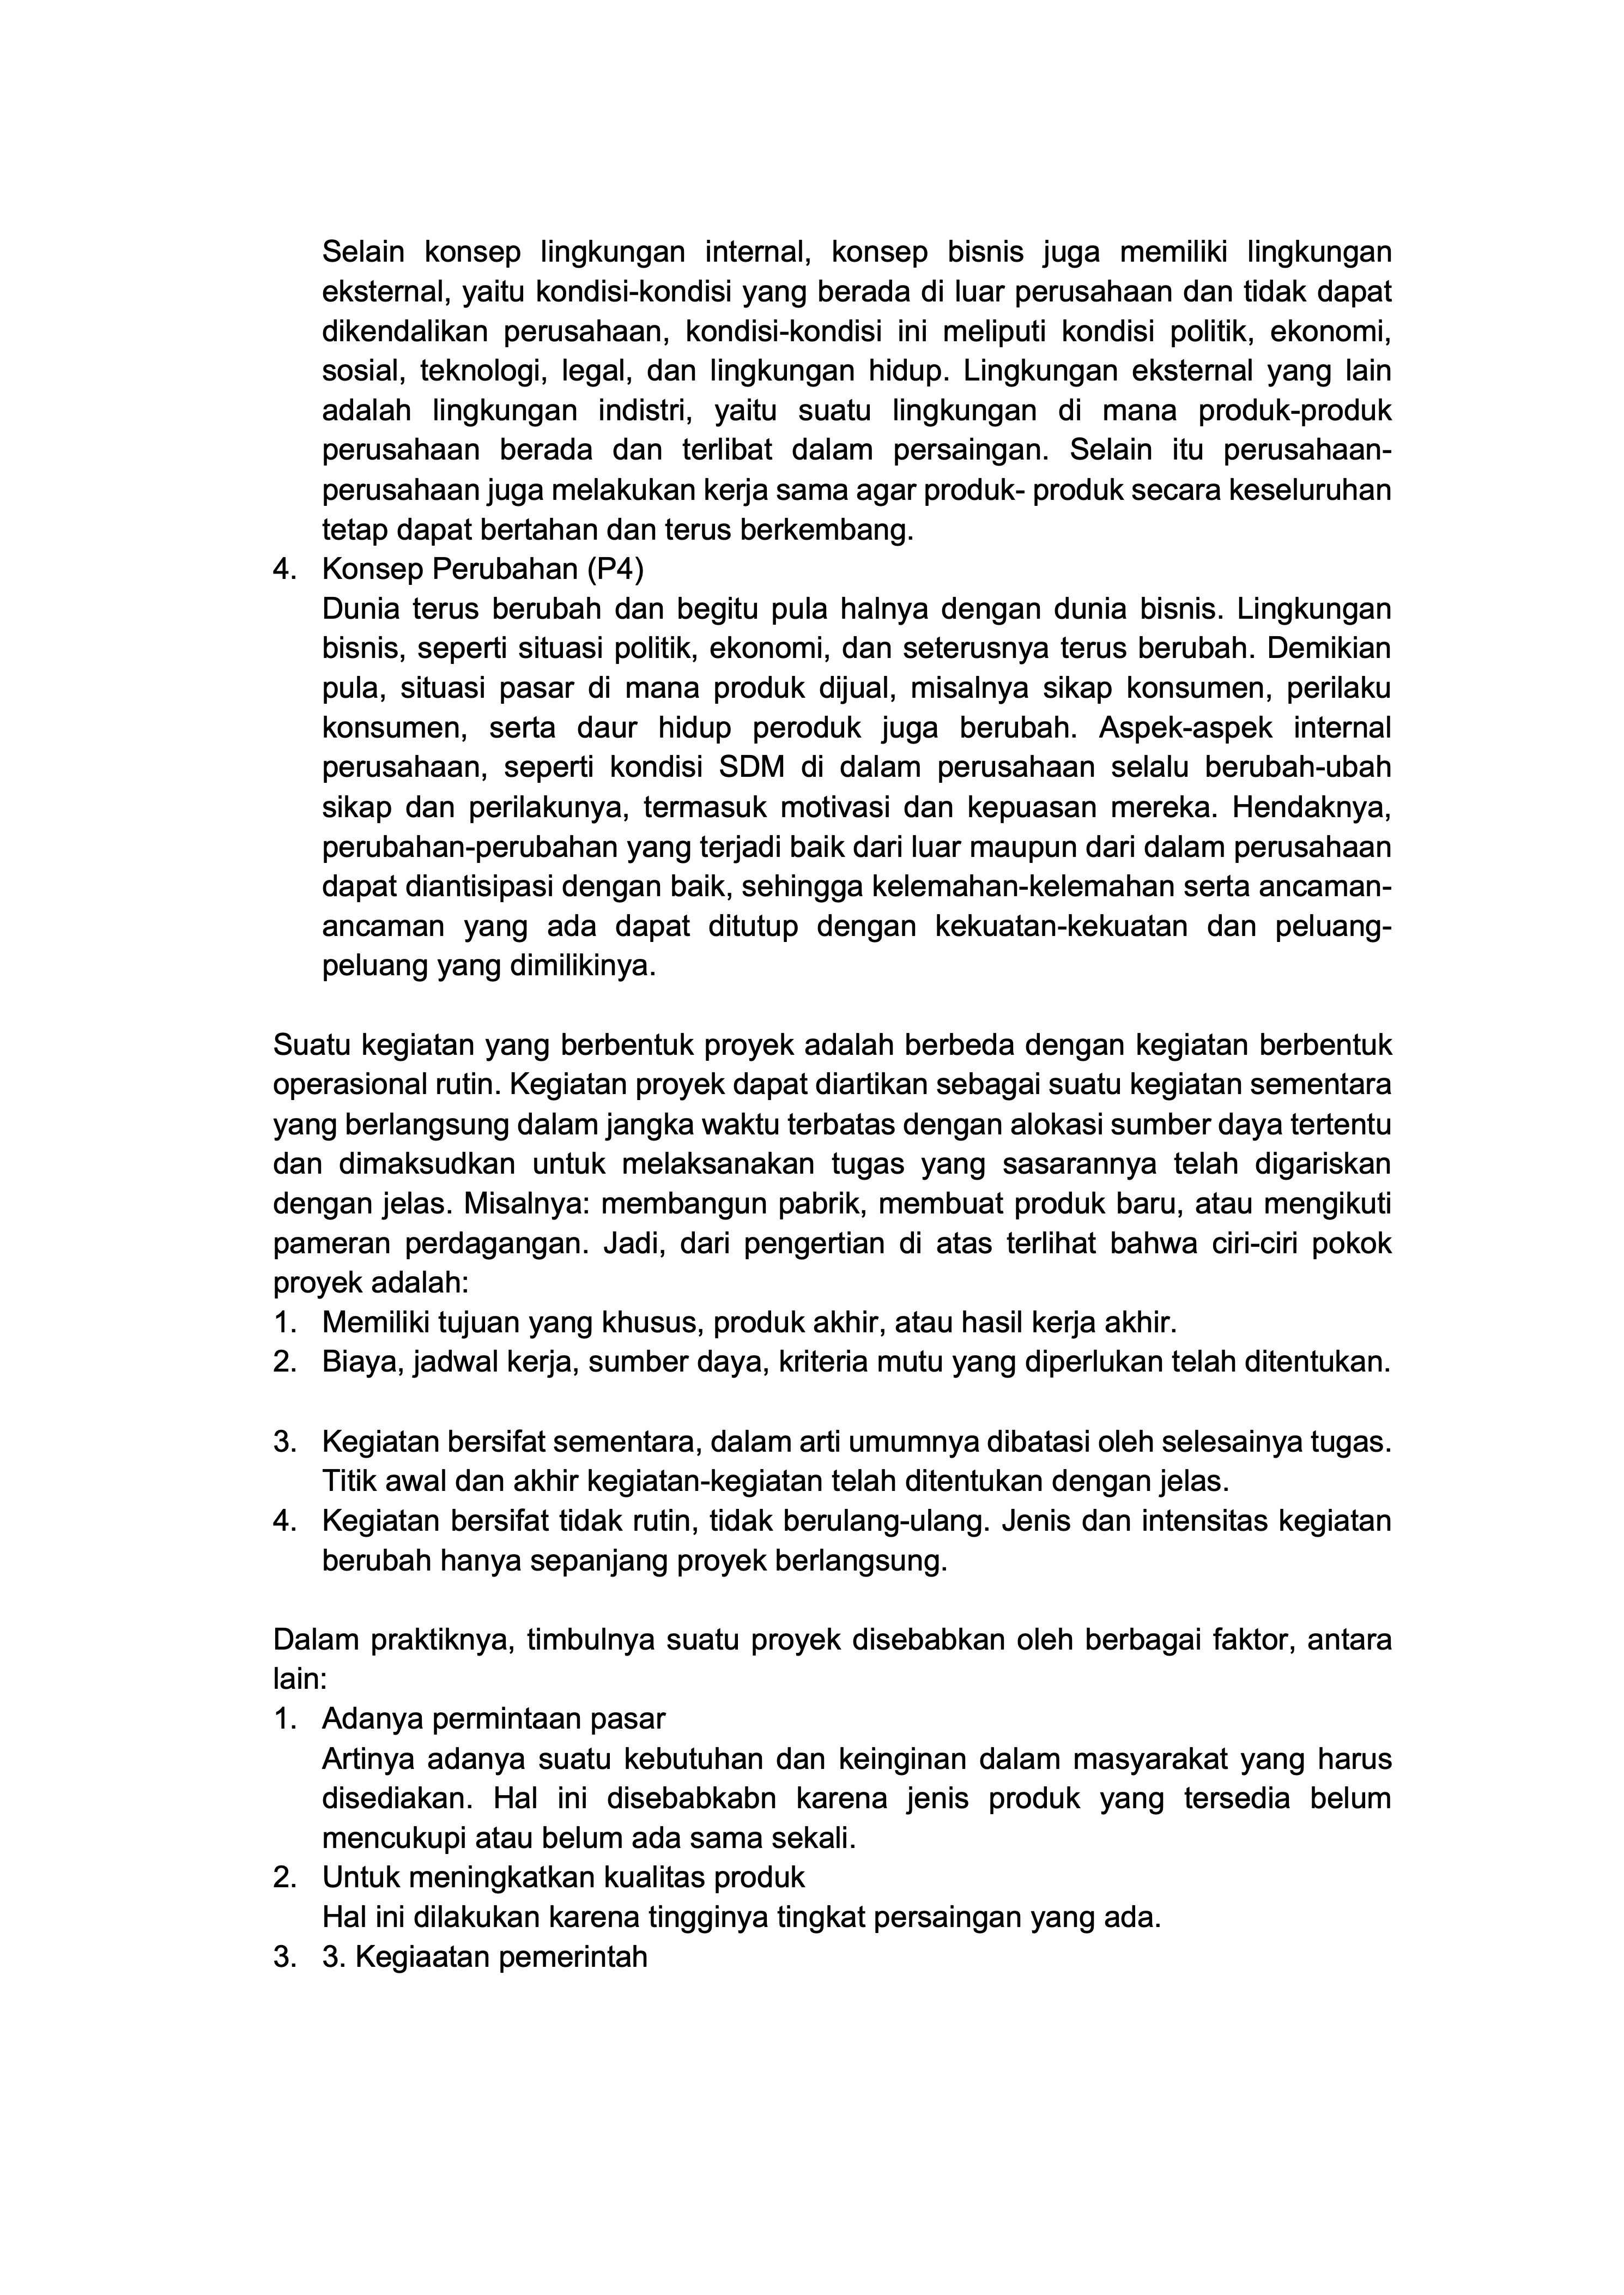 Selain konsep lingkungan internal, konsep bisnis juga memiliki lingkungan
eksternal, yaitu kondisi-kondisi yang berada di luar perusahaan dan tidak dapat
dikendalikan perusahaan, kondisi-kondisi ini meliputi kondisi politik, ekonomi,
sosial, teknologi, legal, dan lingkungan hidup. Lingkungan eksternal yang lain
adalah lingkungan indistri, yaitu suatu lingkungan di mana produk-produk
perusahaan berada dan terlibat dalam persaingan. Selain itu perusahaan-
perusahaan juga melakukan kerja sama agar produk- produk secara keseluruhan
tetap dapat bertahan dan terus berkembang.
4. Konsep Perubahan (P4)
Dunia terus berubah dan begitu pula halnya dengan dunia bisnis. Lingkungan
bisnis, seperti situasi politik, ekonomi, dan seterusnya terus berubah. Demikian
pula, situasi pasar di mana produk dijual, misalnya sikap konsumen, perilaku
konsumen, serta daur hidup peroduk juga berubah. Aspek-aspek internal
perusahaan, seperti kondisi SDM di dalam perusahaan selalu berubah-ubah
sikap dan perilakunya, termasuk motivasi dan kepuasan mereka. Hendaknya,
perubahan-perubahan yang terjadi baik dari luar maupun dari dalam perusahaan
dapat diantisipasi dengan baik, sehingga kelemahan-kelemahan serta ancaman-
ancaman yang ada dapat ditutup dengan kekuatan-kekuatan dan peluang-
peluang yang dimilikinya.
Suatu kegiatan yang berbentuk proyek adalah berbeda dengan kegiatan berbentuk
operasional rutin. Kegiatan proyek dapat diartikan sebagai suatu kegiatan sementara
yang berlangsung dalam jangka waktu terbatas dengan alokasi sumber daya tertentu
dan dimaksudkan untuk melaksanakan tugas yang sasarannya telah digariskan
dengan jelas. Misalnya: membangun pabrik, membuat produk baru, atau mengikuti
pameran perdagangan. Jadi, dari pengertian di atas terlihat bahwa ciri-ciri pokok
proyek adalah:
1. Memiliki tujuan yang khusus, produk akhir, atau hasil kerja akhir.
2. Biaya, jadwal kerja, sumber daya, kriteria mutu yang diperlukan telah ditentukan.
3. Kegiatan bersifat sementara, dalam arti umumnya dibatasi oleh selesainya tugas.
Titik awal dan akhir kegiatan-kegiatan telah ditentukan dengan jelas.
4. Kegiatan bersifat tidak rutin, tidak berulang-ulang. Jenis dan intensitas kegiatan
berubah hanya sepanjang proyek berlangsung.
Dalam praktiknya, timbulnya suatu proyek disebabkan oleh berbagai faktor, antara
lain:
1. Adanya permintaan pasar
Artinya adanya suatu kebutuhan dan keinginan dalam masyarakat yang harus
disediakan. Hal ini disebabkabn karena jenis produk yang tersedia belum
mencukupi atau belum ada sama sekali.
2. Untuk meningkatkan kualitas produk
Hal ini dilakukan karena tingginya tingkat persaingan yang ada.
3. 3. Kegiaatan pemerintah